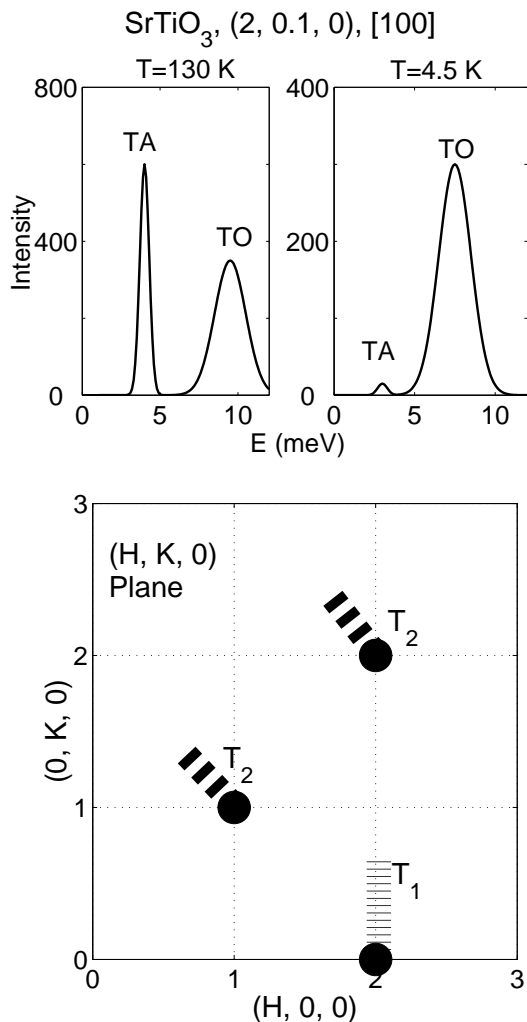 SrTiO3, (2, 0.1, 0), [100]
T=130 K
T=4.5 K
800
400
0
Intensity
TA
TO
0
5
10
400
200
0
TA
TO
0
5
10
E (meV)
3
2
1
0
(0, K, 0)
(H, K, 0)
Plane
T2
T2
T1
0
1
2
3
(H, 0, 0)